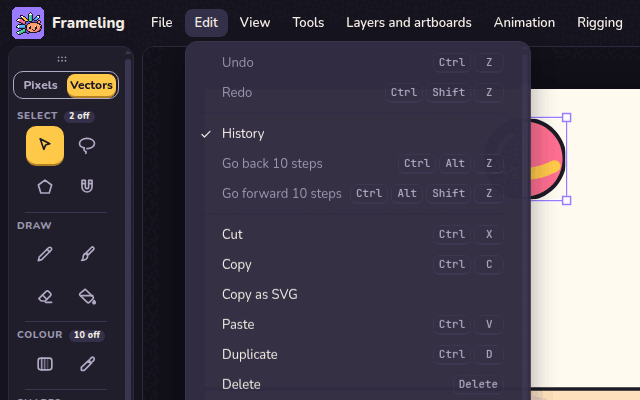 Frameling File Edit View Tools Layers and artboards Animation Rigging
Pixels Vectors
SELECT 2 off
DRAW
COLOUR 10 off
Undo Ctrl Z
Redo Ctrl Shift Z
History
Go back 10 steps Ctrl Alt Z
Go forward 10 steps Ctrl Alt Shift Z
Cut Ctrl X
Copy Ctrl C
Copy as SVG
Paste Ctrl V
Duplicate Ctrl D
Delete Delete